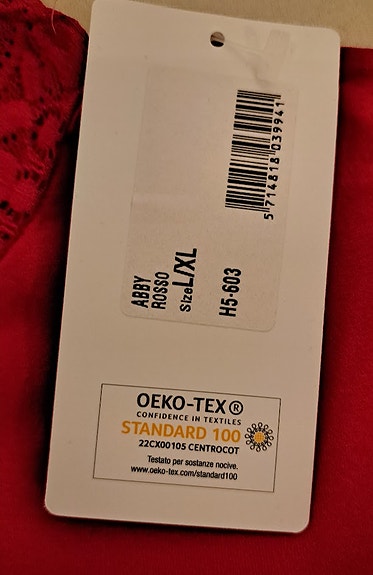 ABBY
ROSSO
Size L/XL
H5-603
5 714818 039941
OEKO-TEX®
CONFIDENCE IN TEXTILES
STANDARD 100
22CX00105 CENTROCOT
Testato per sostanze nocive.
www.oeko-tex.com/standard100